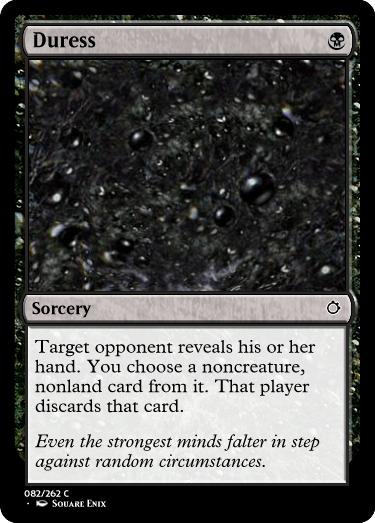 Duress
Sorcery
Target opponent reveals his or her
hand. You choose a noncreature,
nonland card from it. That player
discards that card.
Even the strongest minds falter in step
against random circumstances.
082/262 C
· Square Enix